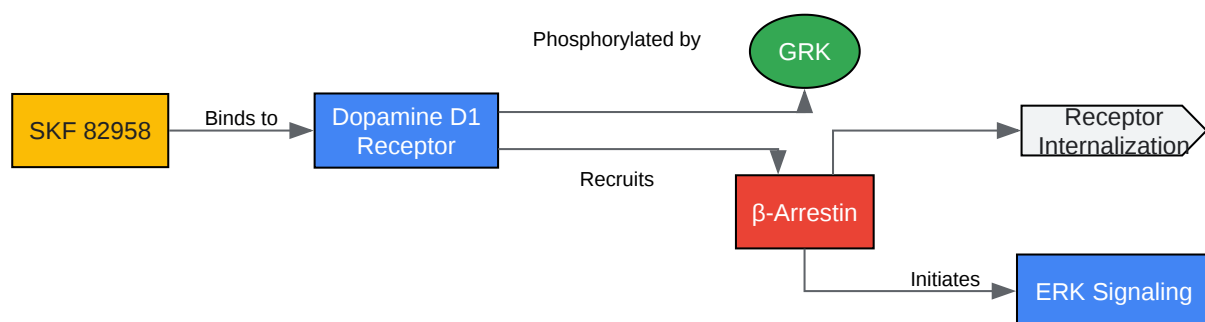 Phosphorylated by
GRK
SKF 82958
Binds to
Dopamine D1
Receptor
Recruits
β-Arrestin
Receptor
Internalization
Initiates
ERK Signaling